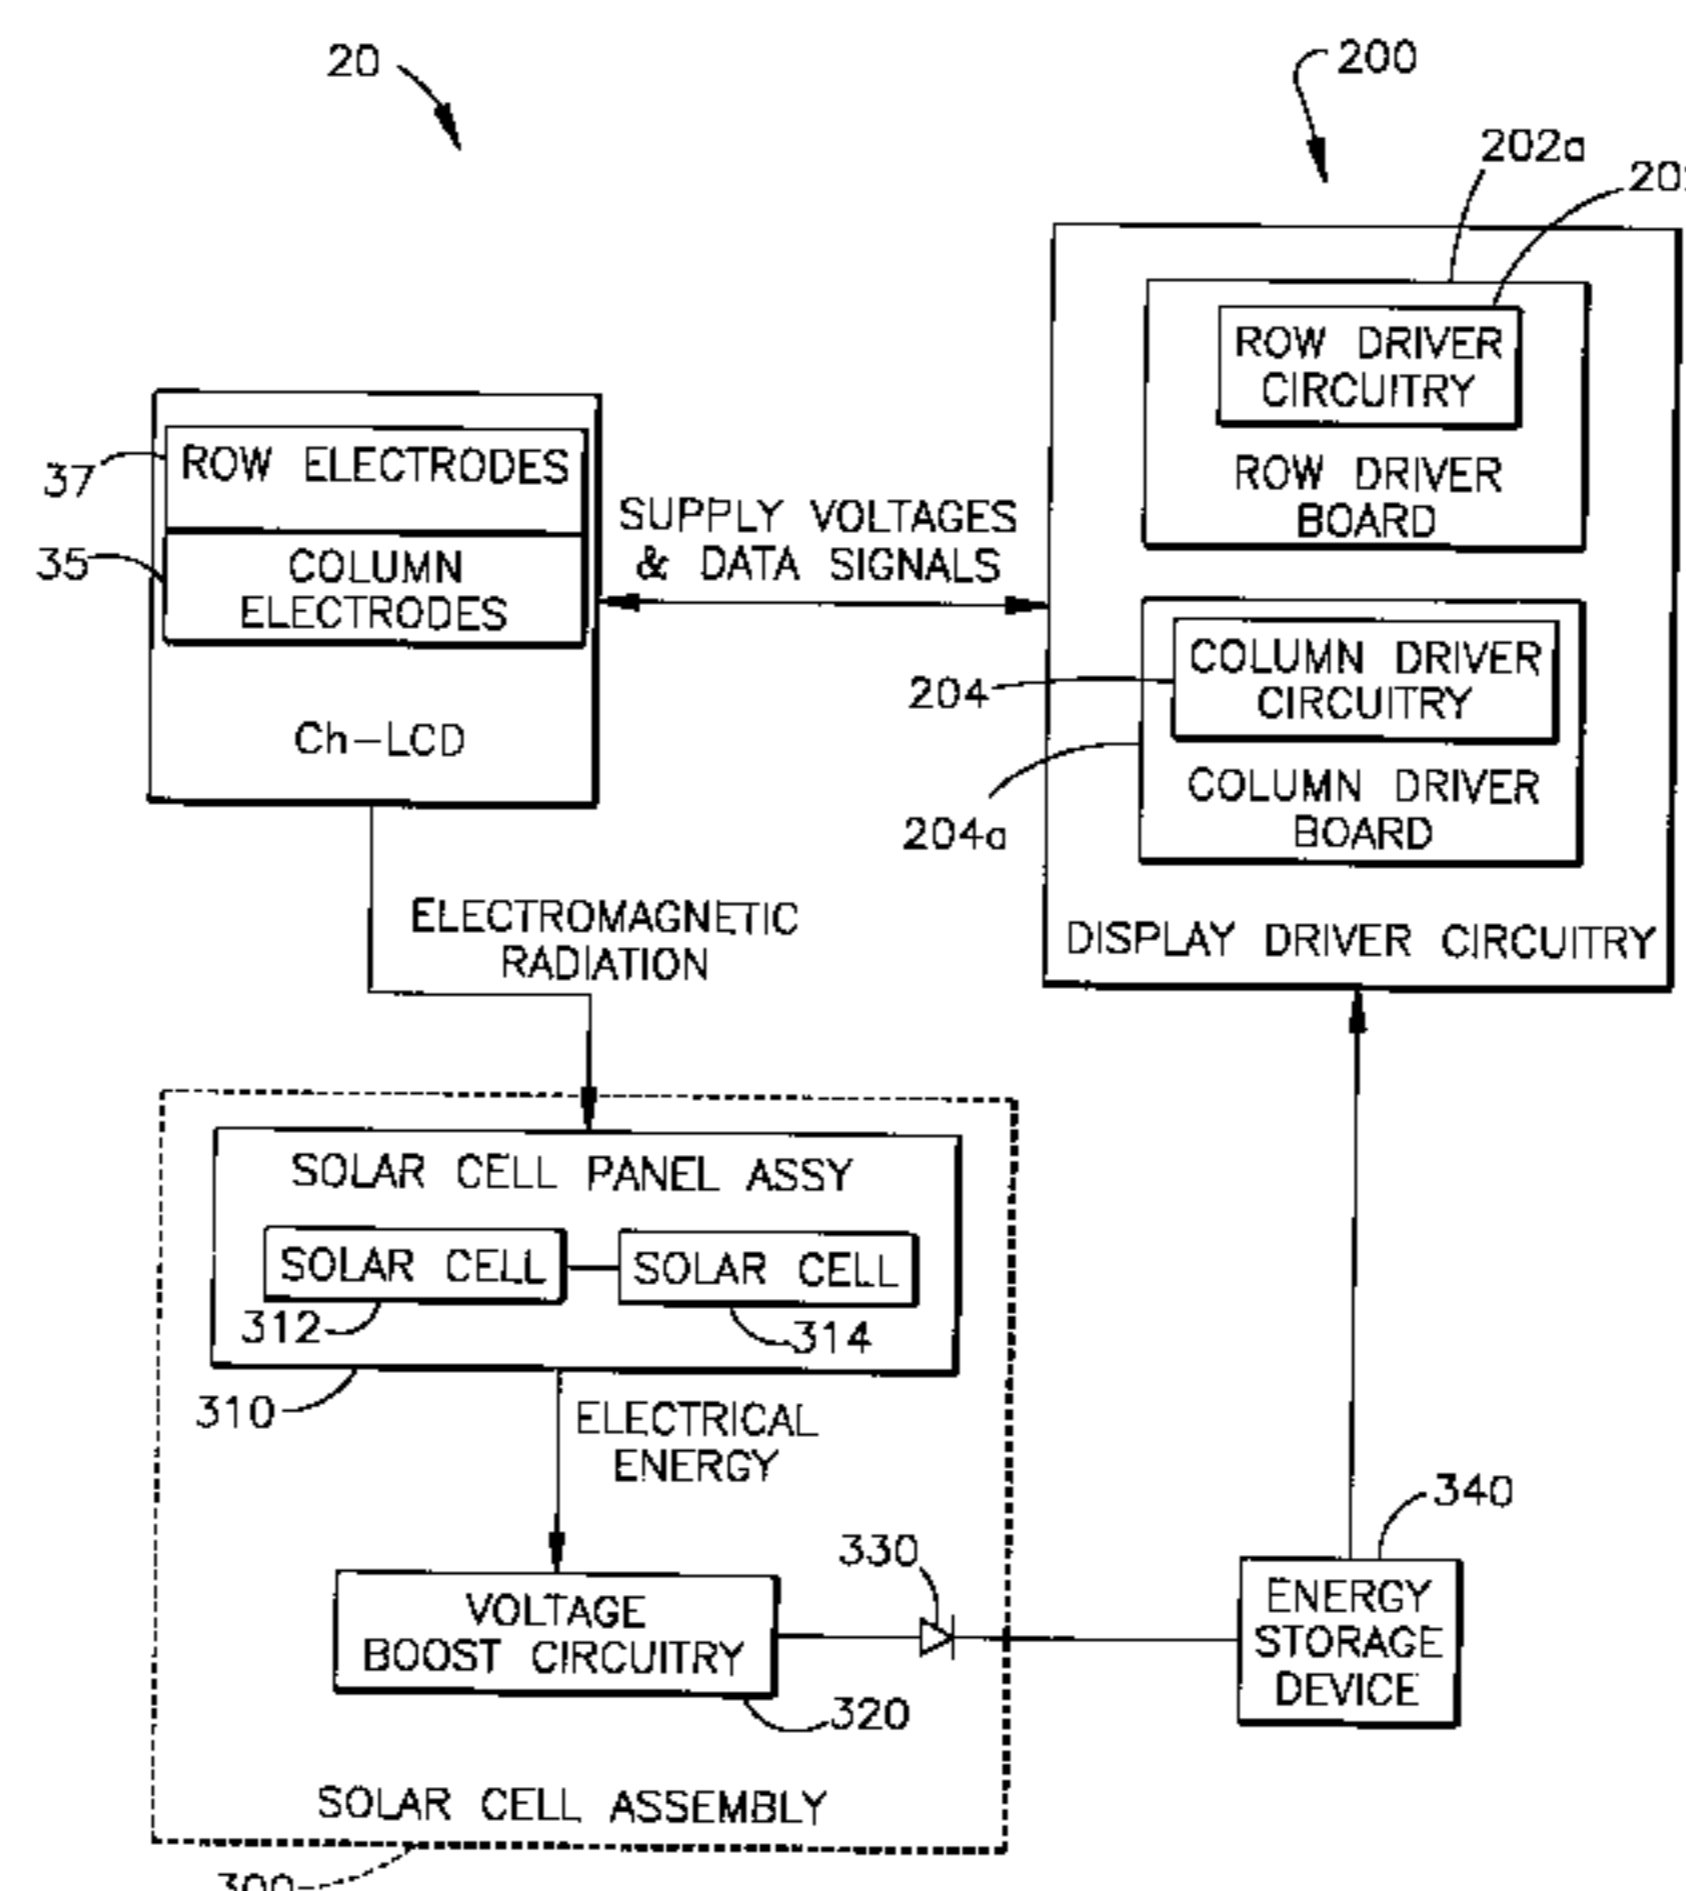 20
200
202a
ROW DRIVER
CIRCUITRY
ROW DRIVER
BOARD
37
ROW ELECTRODES
35
COLUMN
ELECTRODES
Ch-LCD
SUPPLY VOLTAGES
& DATA SIGNALS
204
COLUMN DRIVER
CIRCUITRY
204a
COLUMN DRIVER
BOARD
DISPLAY DRIVER CIRCUITRY
ELECTROMAGNETIC
RADIATION
SOLAR CELL PANEL ASSY
SOLAR CELL
SOLAR CELL
312
314
310
ELECTRICAL
ENERGY
330
340
VOLTAGE
BOOST CIRCUITRY
320
ENERGY
STORAGE
DEVICE
SOLAR CELL ASSEMBLY
300